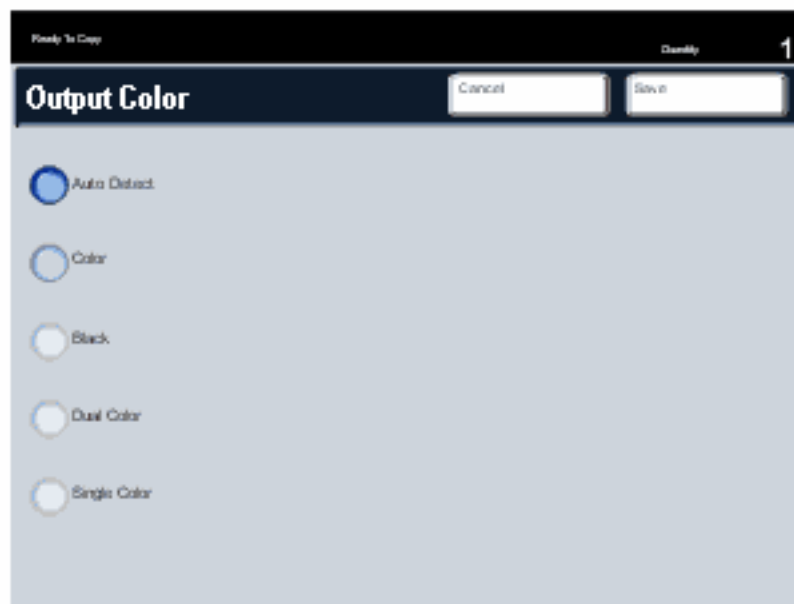 Ready To Copy
Quantity 1
Output Color
Cancel
Save
Auto Detect
Color
Black
Dual Color
Single Color